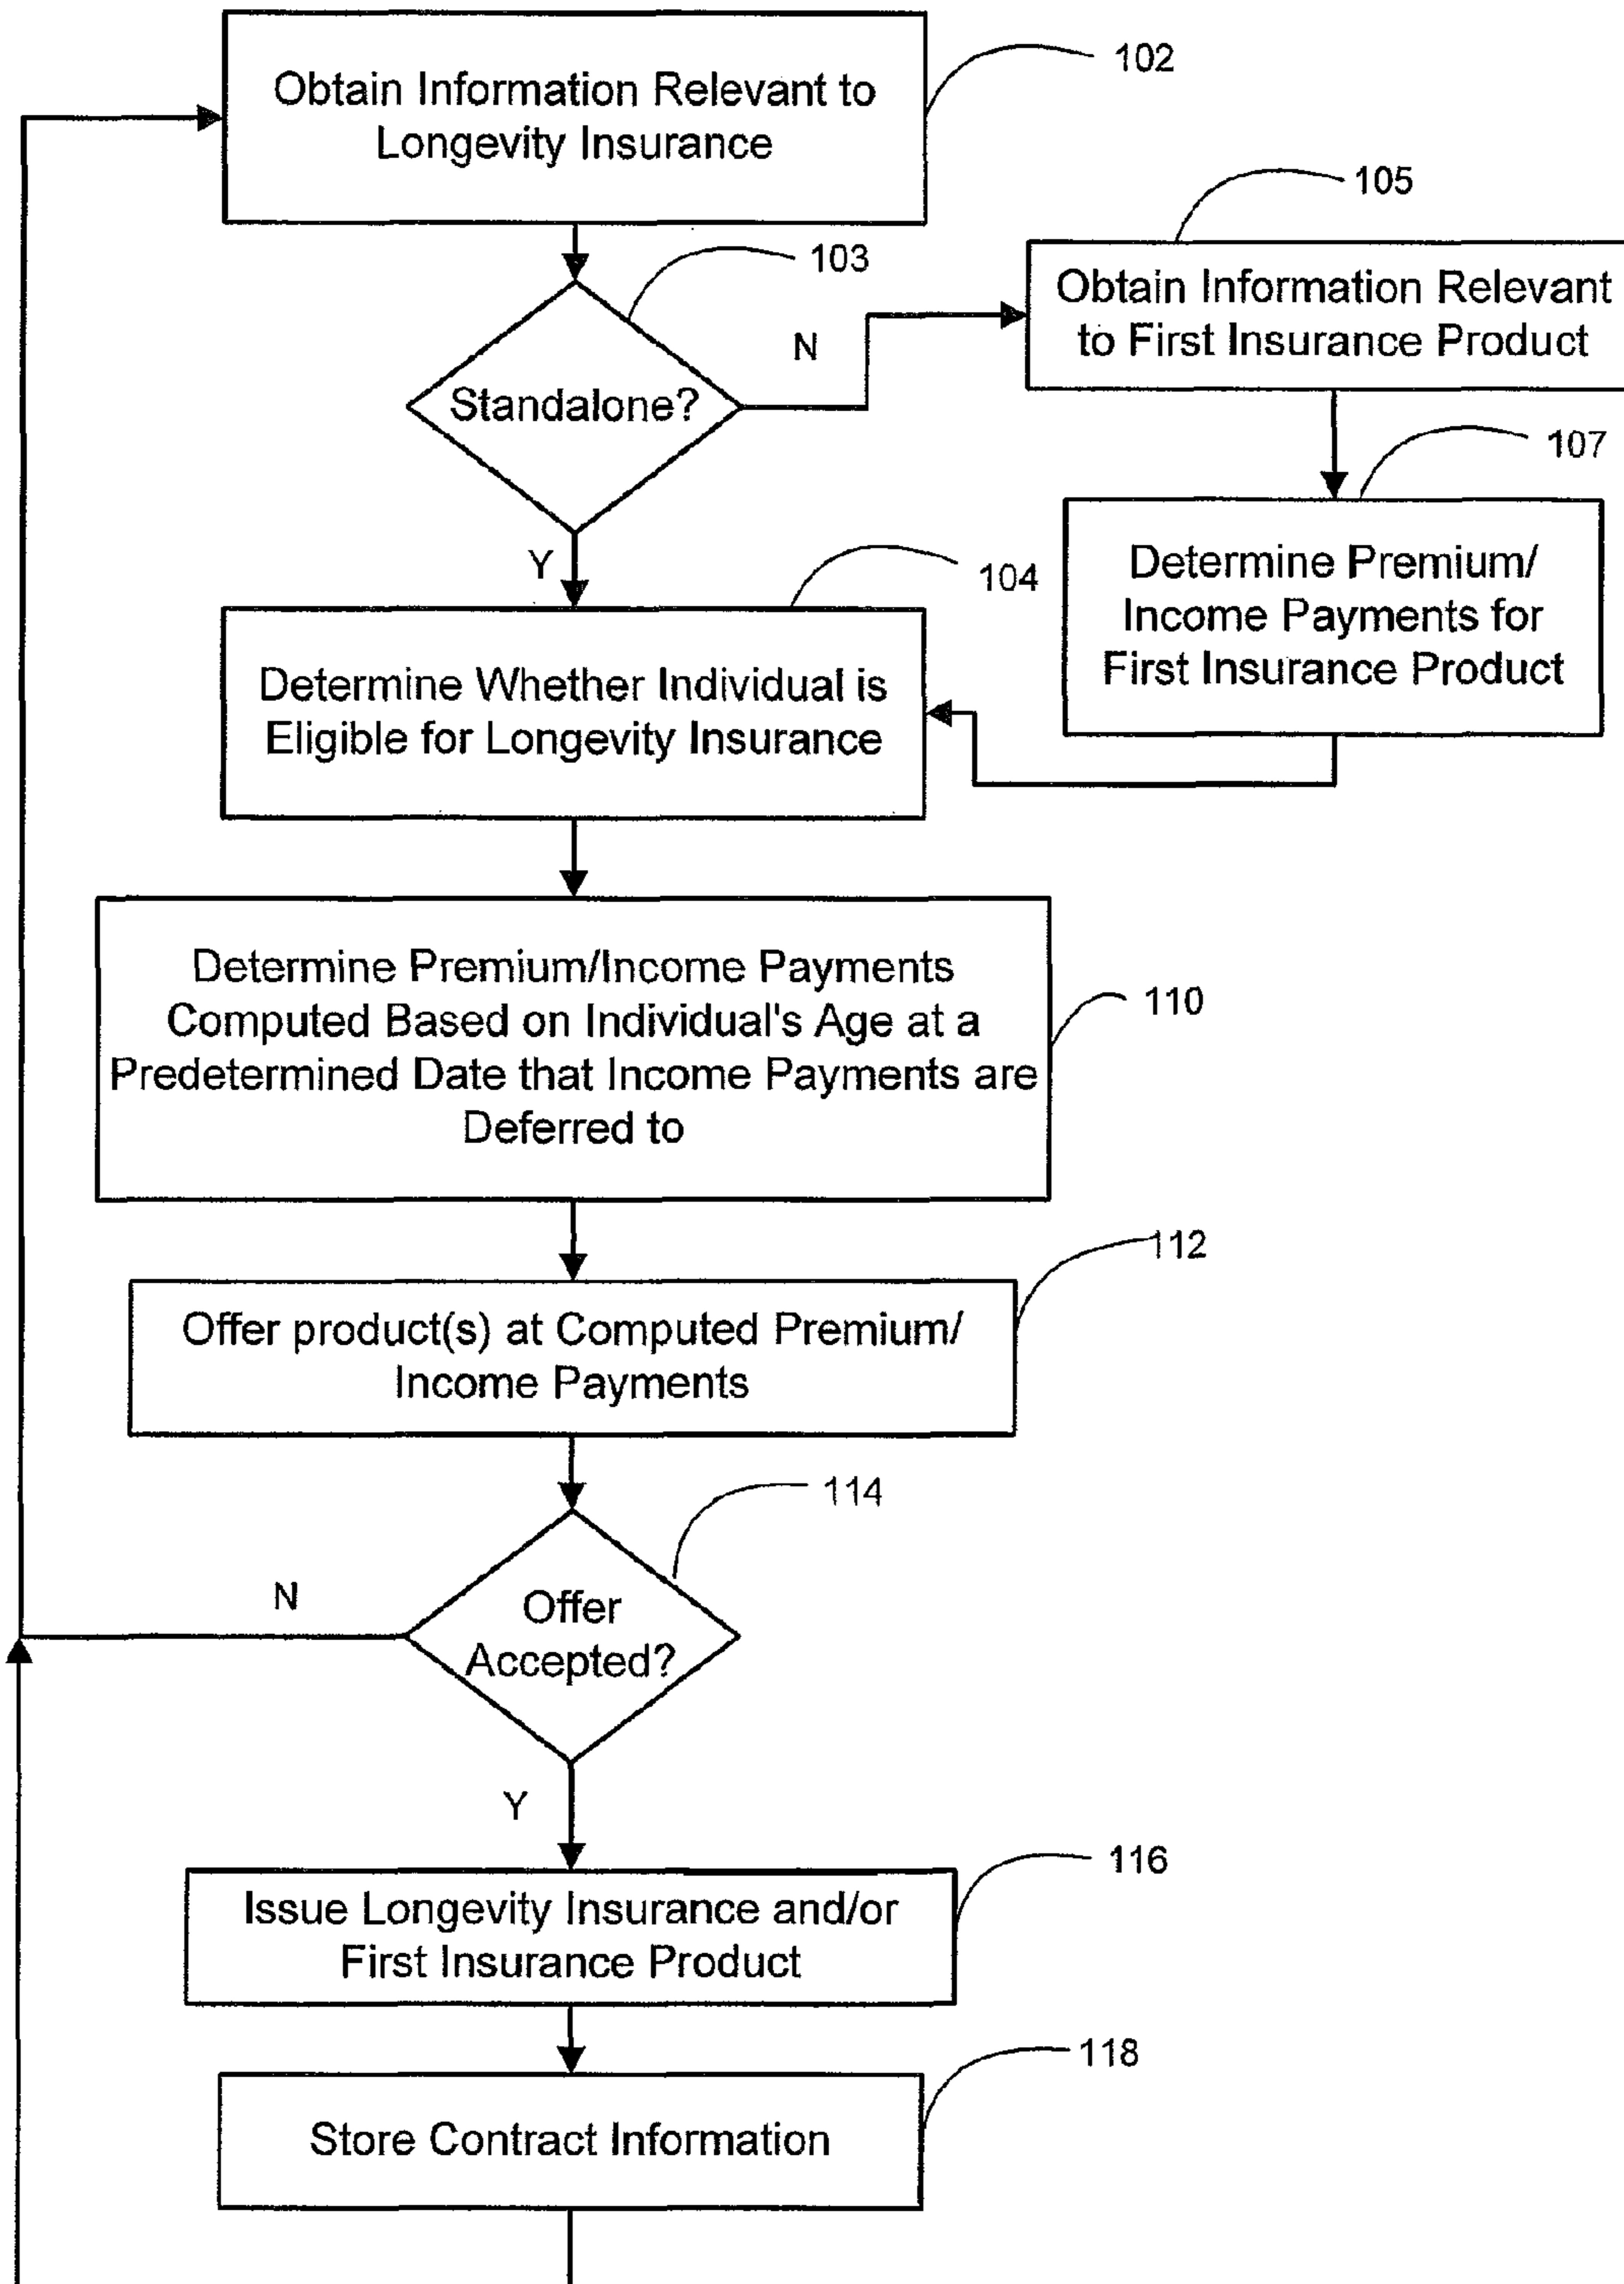 Obtain Information Relevant to
Longevity Insurance
102
105
103
Obtain Information Relevant
to First Insurance Product
N
Standalone?
107
Determine Premium/
Income Payments for
First Insurance Product
Y
104
Determine Whether Individual is
Eligible for Longevity Insurance
Determine Premium/Income Payments
Computed Based on Individual's Age at a
Predetermined Date that Income Payments are
Deferred to
110
112
Offer product(s) at Computed Premium/
Income Payments
114
N
Offer
Accepted?
Y
116
Issue Longevity Insurance and/or
First Insurance Product
118
Store Contract Information